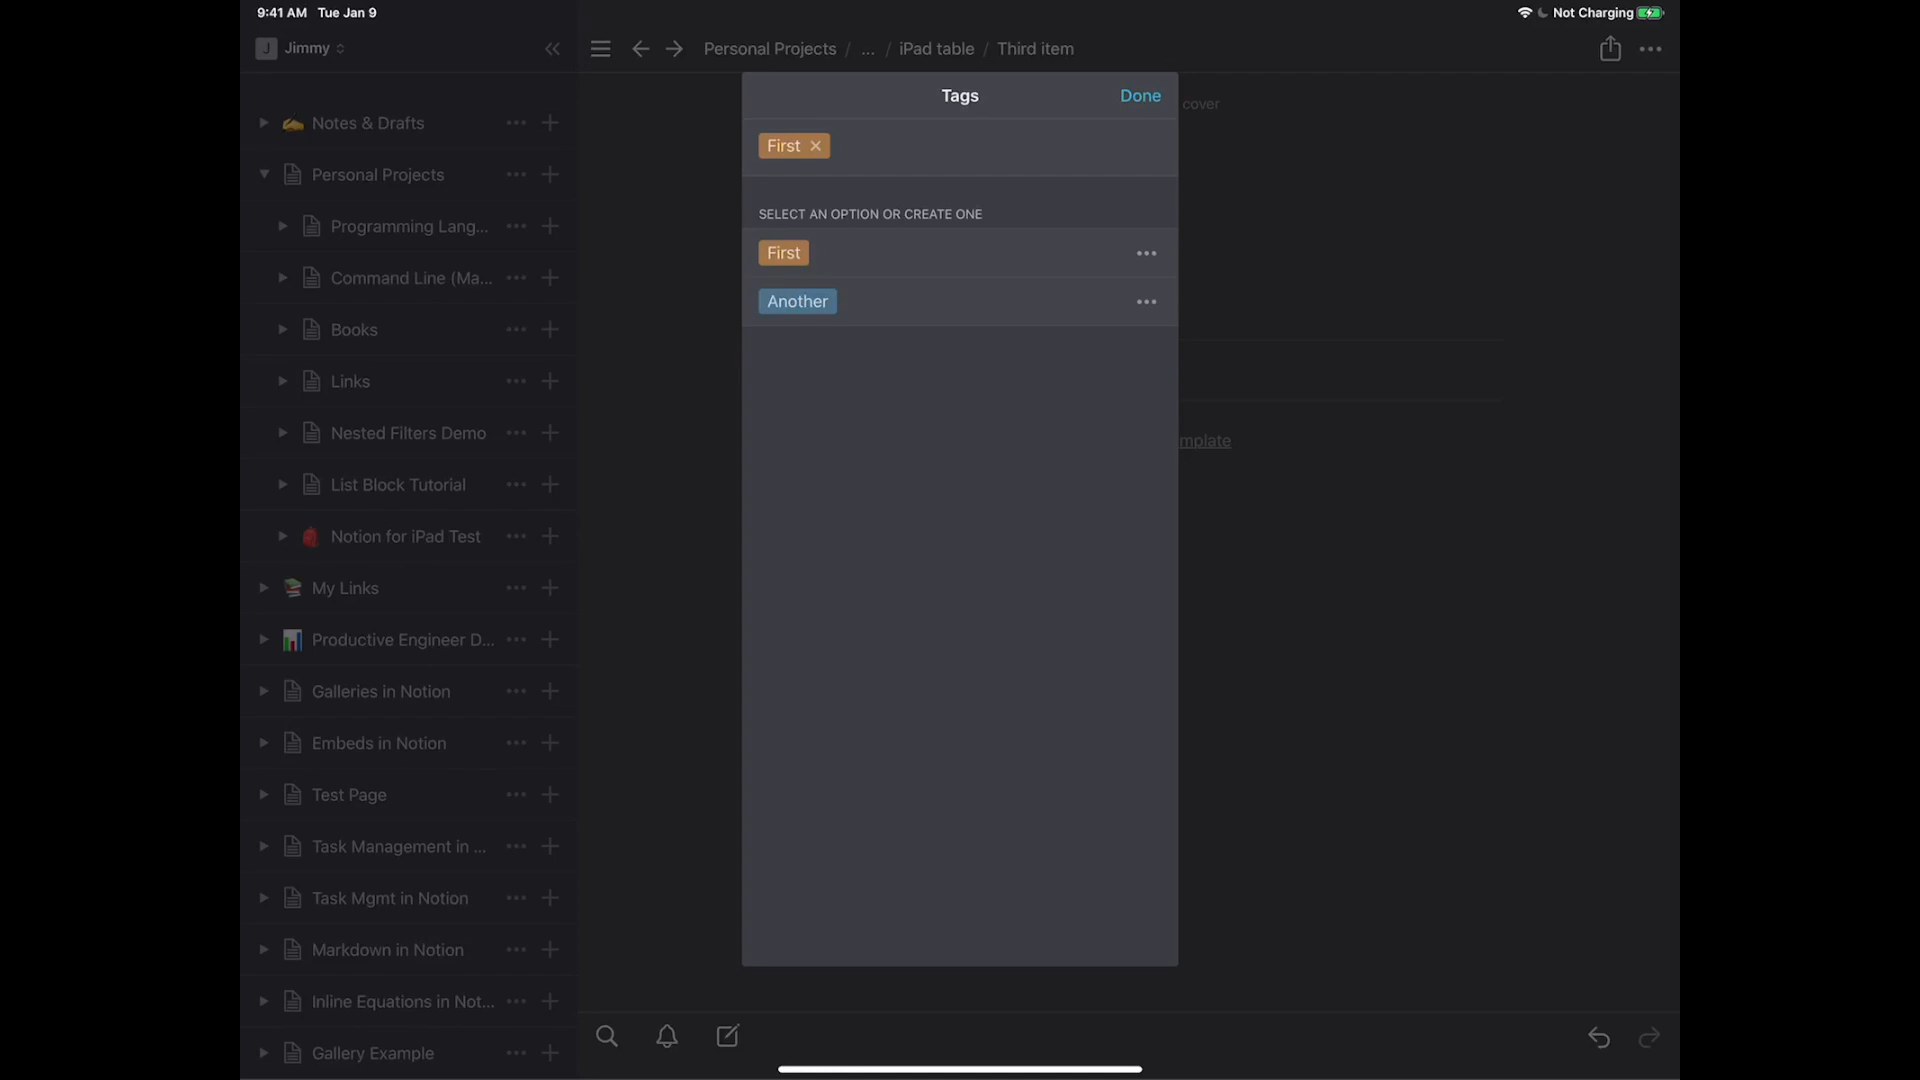 9:41 AM Tue Jan 9
Not Charging
J Jimmy
Personal Projects / ... / iPad table / Third item
Tags
Done
cover
First
SELECT AN OPTION OR CREATE ONE
First
Another
mplate
Notes & Drafts
Personal Projects
Programming Lang...
Command Line (Ma...
Books
Links
Nested Filters Demo
List Block Tutorial
Notion for iPad Test
My Links
Productive Engineer D...
Galleries in Notion
Embeds in Notion
Test Page
Task Management in ...
Task Mgmt in Notion
Markdown in Notion
Inline Equations in Not...
Gallery Example